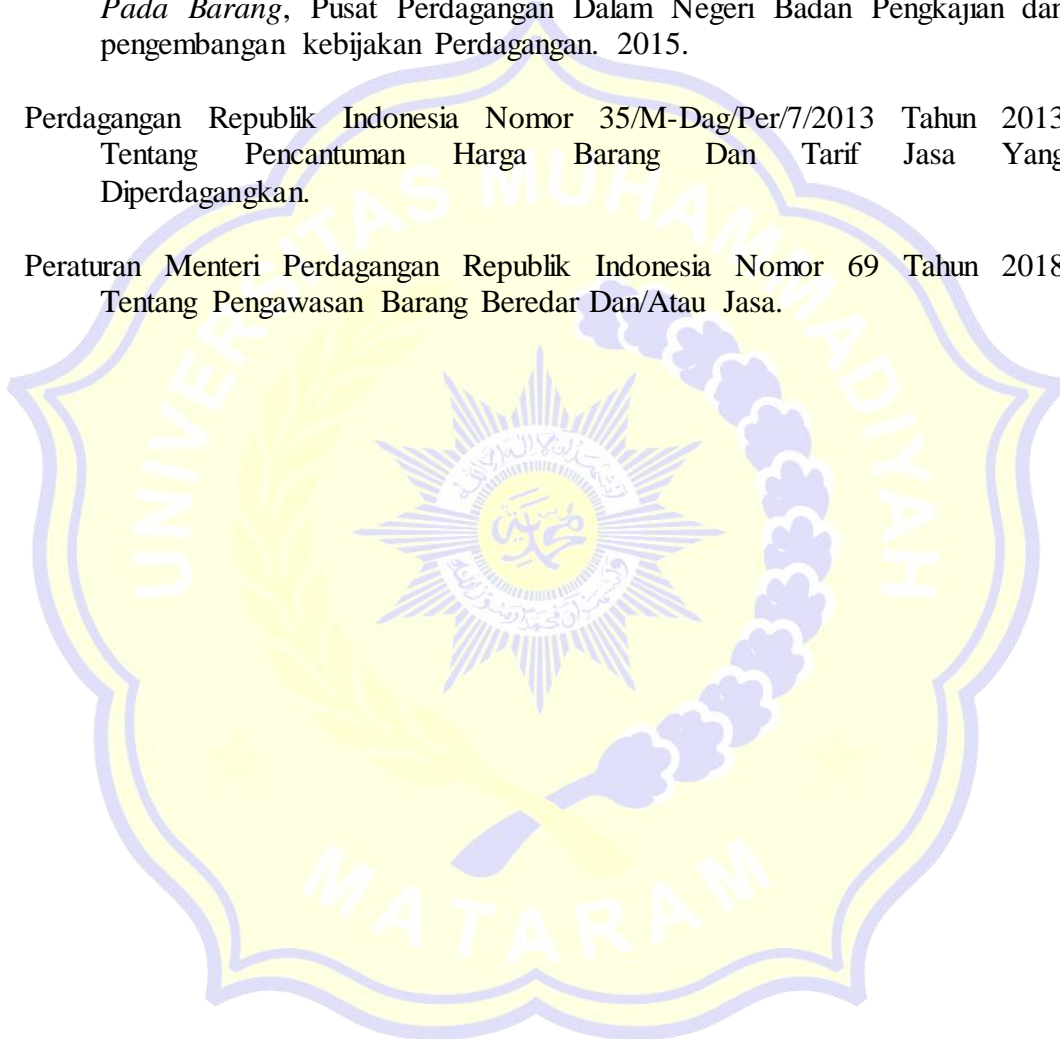 Pada Barang, Pusat Perdagangan Dalam Negeri Badan Pengkajian dan
pengembangan kebijakan Perdagangan. 2015.
Perdagangan Republik Indonesia Nomor 35/M-Dag/Per/7/2013 Tahun 2013
Tentang Pencantuman Harga Barang Dan Tarif Jasa Yang
Diperdagangkan.
Peraturan Menteri Perdagangan Republik Indonesia Nomor 69 Tahun 2018
Tentang Pengawasan Barang Beredar Dan/Atau Jasa.
UNIVERSITAS MUHAMMADIYAH
MATARAM